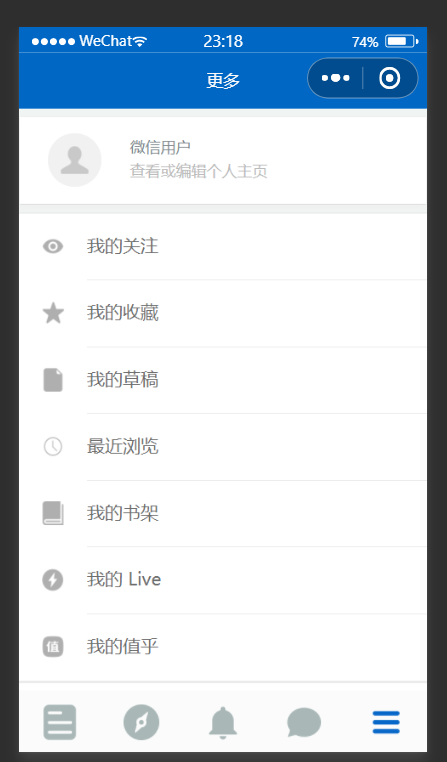 WeChat 23:18 74%
更多
微信用户
查看或编辑个人主页
我的关注
我的收藏
我的草稿
最近浏览
我的书架
我的 Live
值 我的值乎